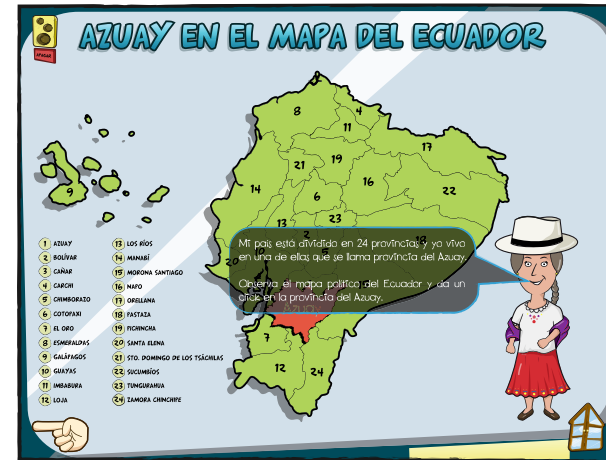 AZUAY EN EL MAPA DEL ECUADOR
8
4
11
17
21
19
16
9
14
6
22
23
13
2
18
20
Mi país está dividido en 24 provincias y yo vivo
en una de ellas que se llama provincia del Azuay.
Observa el mapa político del Ecuador y da un
click en la provincia del Azuay.
AZUAY
7
12
24
1 AZUAY
2 BOLÍVAR
3 CAÑAR
4 CARCHI
5 CHIMBORAZO
6 COTOPAXI
7 EL ORO
8 ESMERALDAS
9 GALÁPAGOS
10 GUAYAS
11 IMBABURA
12 LOJA
13 LOS RÍOS
14 MANABÍ
15 MORONA SANTIAGO
16 NAPO
17 ORELLANA
18 PASTAZA
19 PICHINCHA
20 SANTA ELENA
21 STO. DOMINGO DE LOS TSÁCHILAS
22 SUCUMBÍOS
23 TUNGURAHUA
24 ZAMORA CHINCHIPE